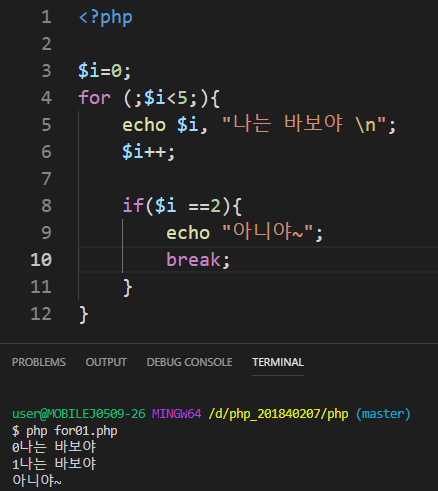 1 <?php
2
3 $i=0;
4 for (;$i<5;){
5 echo $i, "나는 바보야 \n";
6 $i++;
7
8 if($i ==2){
9 echo "아니야~";
10 break;
11 }
12 }
PROBLEMS OUTPUT DEBUG CONSOLE TERMINAL
user@MOBILEJ0509-26 MINGW64 /d/php_201840207/php (master)
$ php for01.php
0나는 바보야
1나는 바보야
아니야~